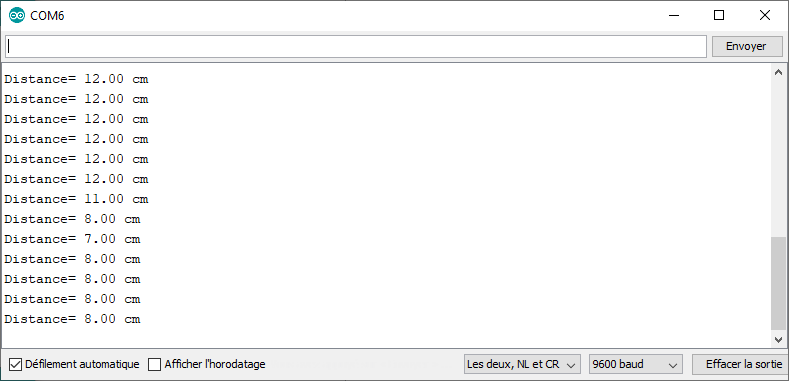 COM6
Envoyer
Distance= 12.00 cm
Distance= 12.00 cm
Distance= 12.00 cm
Distance= 12.00 cm
Distance= 12.00 cm
Distance= 12.00 cm
Distance= 11.00 cm
Distance= 8.00 cm
Distance= 7.00 cm
Distance= 8.00 cm
Distance= 8.00 cm
Distance= 8.00 cm
Distance= 8.00 cm
Défilement automatique Afficher l'horodatage Les deux, NL et CR 9600 baud Effacer la sortie